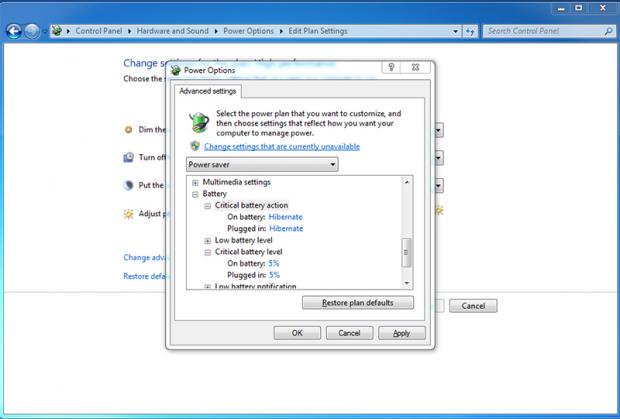 Control Panel
Hardware and Sound
Power Options
Edit Plan Settings
Search Control Panel
Change
Choose the
Power Options
Advanced settings
Select the power plan that you want to customize, and
then choose settings that reflect how you want your
computer to manage power.
Change settings that are currently unavailable
Power saver
Multimedia settings
Battery
Critical battery action
On battery: Hibernate
Plugged in: Hibernate
Low battery level
Critical battery level
On battery: 5%
Plugged in: 5%
Low battery notification
Restore plan defaults
OK Cancel Apply
Dim the
Turn off
Put the
Adjust
Change
Restore
Cancel